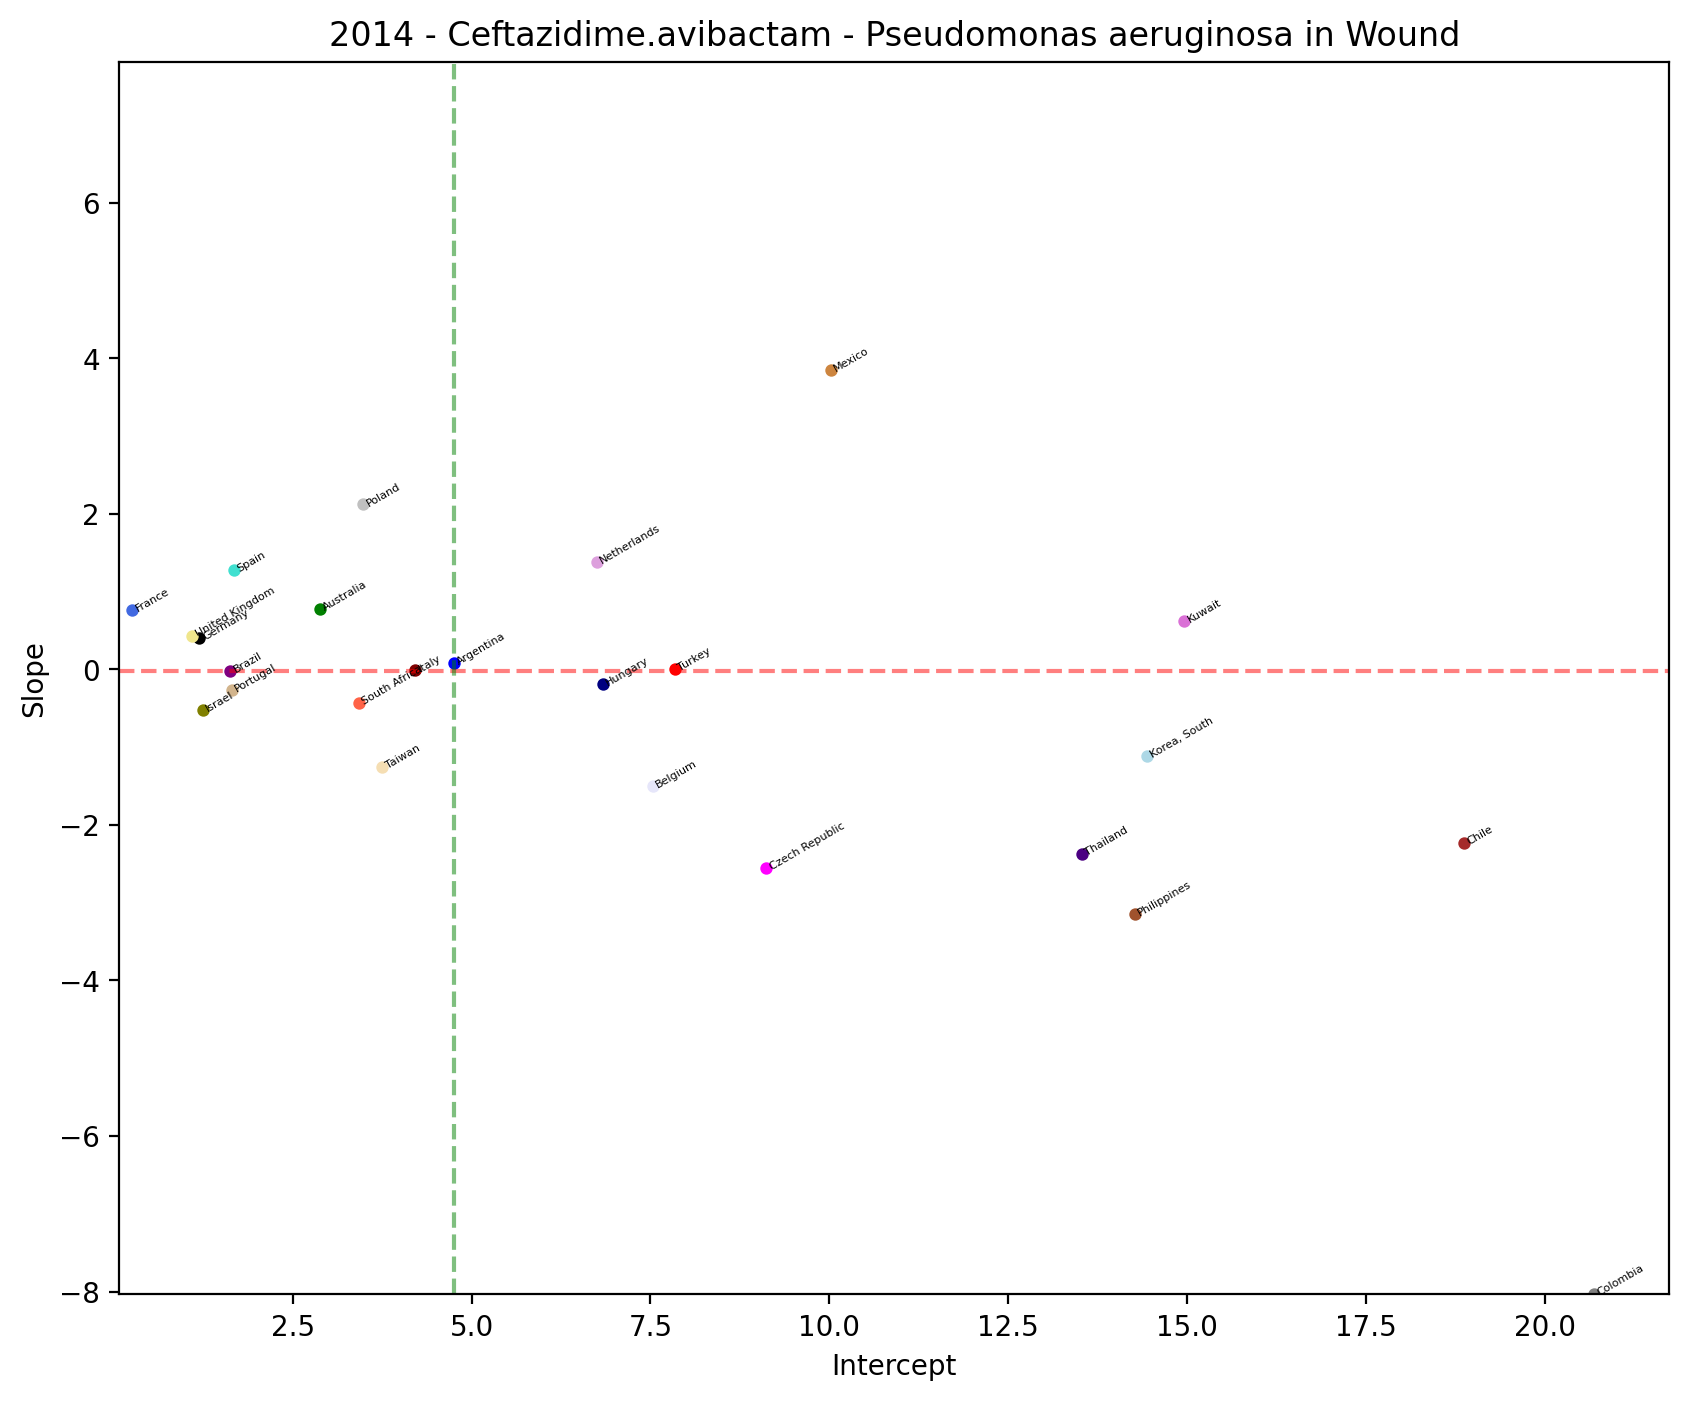 2014 - Ceftazidime.avibactam - Pseudomonas aeruginosa in Wound
Slope
6
4
2
0
−2
−4
−6
−8
Mexico
Poland
Netherlands
Spain
France
United Kingdom
Germany
Australia
Kuwait
Brazil
Portugal
Israel
South Africa
Italy
Argentina
Hungary
Turkey
Taiwan
Belgium
Korea, South
Czech Republic
Thailand
Chile
Philippines
Colombia
2.5 5.0 7.5 10.0 12.5 15.0 17.5 20.0
Intercept